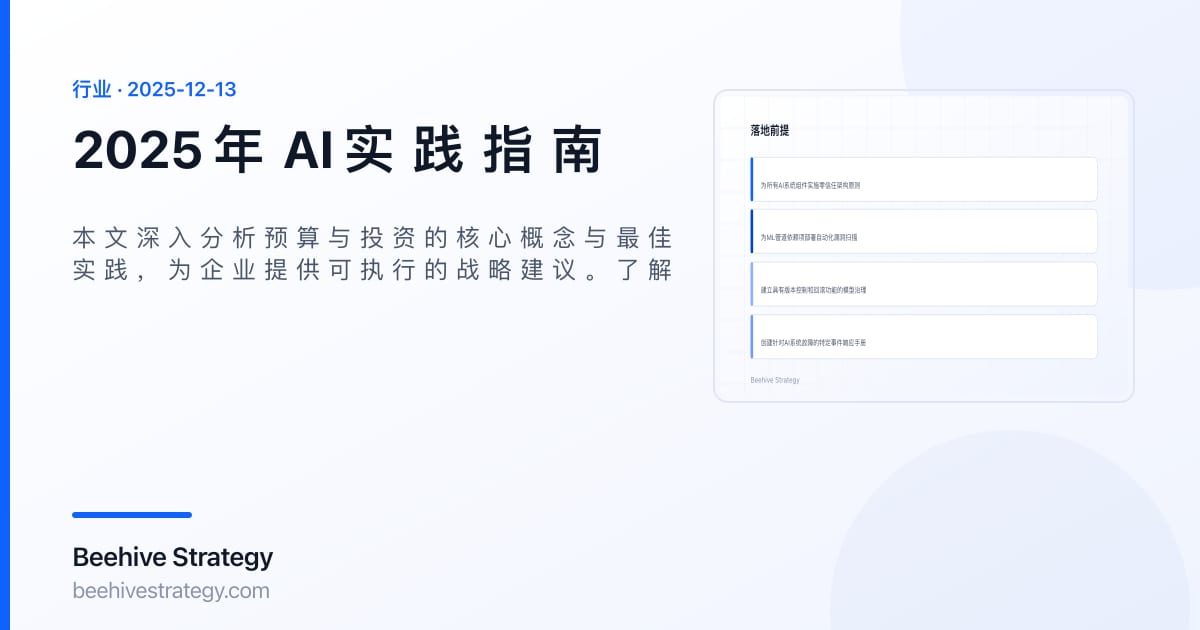 行业 · 2025-12-13
2025年 AI实践指南
本文深入分析预算与投资的核心概念与最佳
实践，为企业提供可执行的战略建议。了解
落地前提
为所有AI系统组件实施零信任架构原则
为ML管道依赖项部署自动化漏洞扫描
建立具有版本控制和回滚功能的模型治理
创建针对AI系统故障的特定事件响应手册
Beehive Strategy
Beehive Strategy
beehivestrategy.com